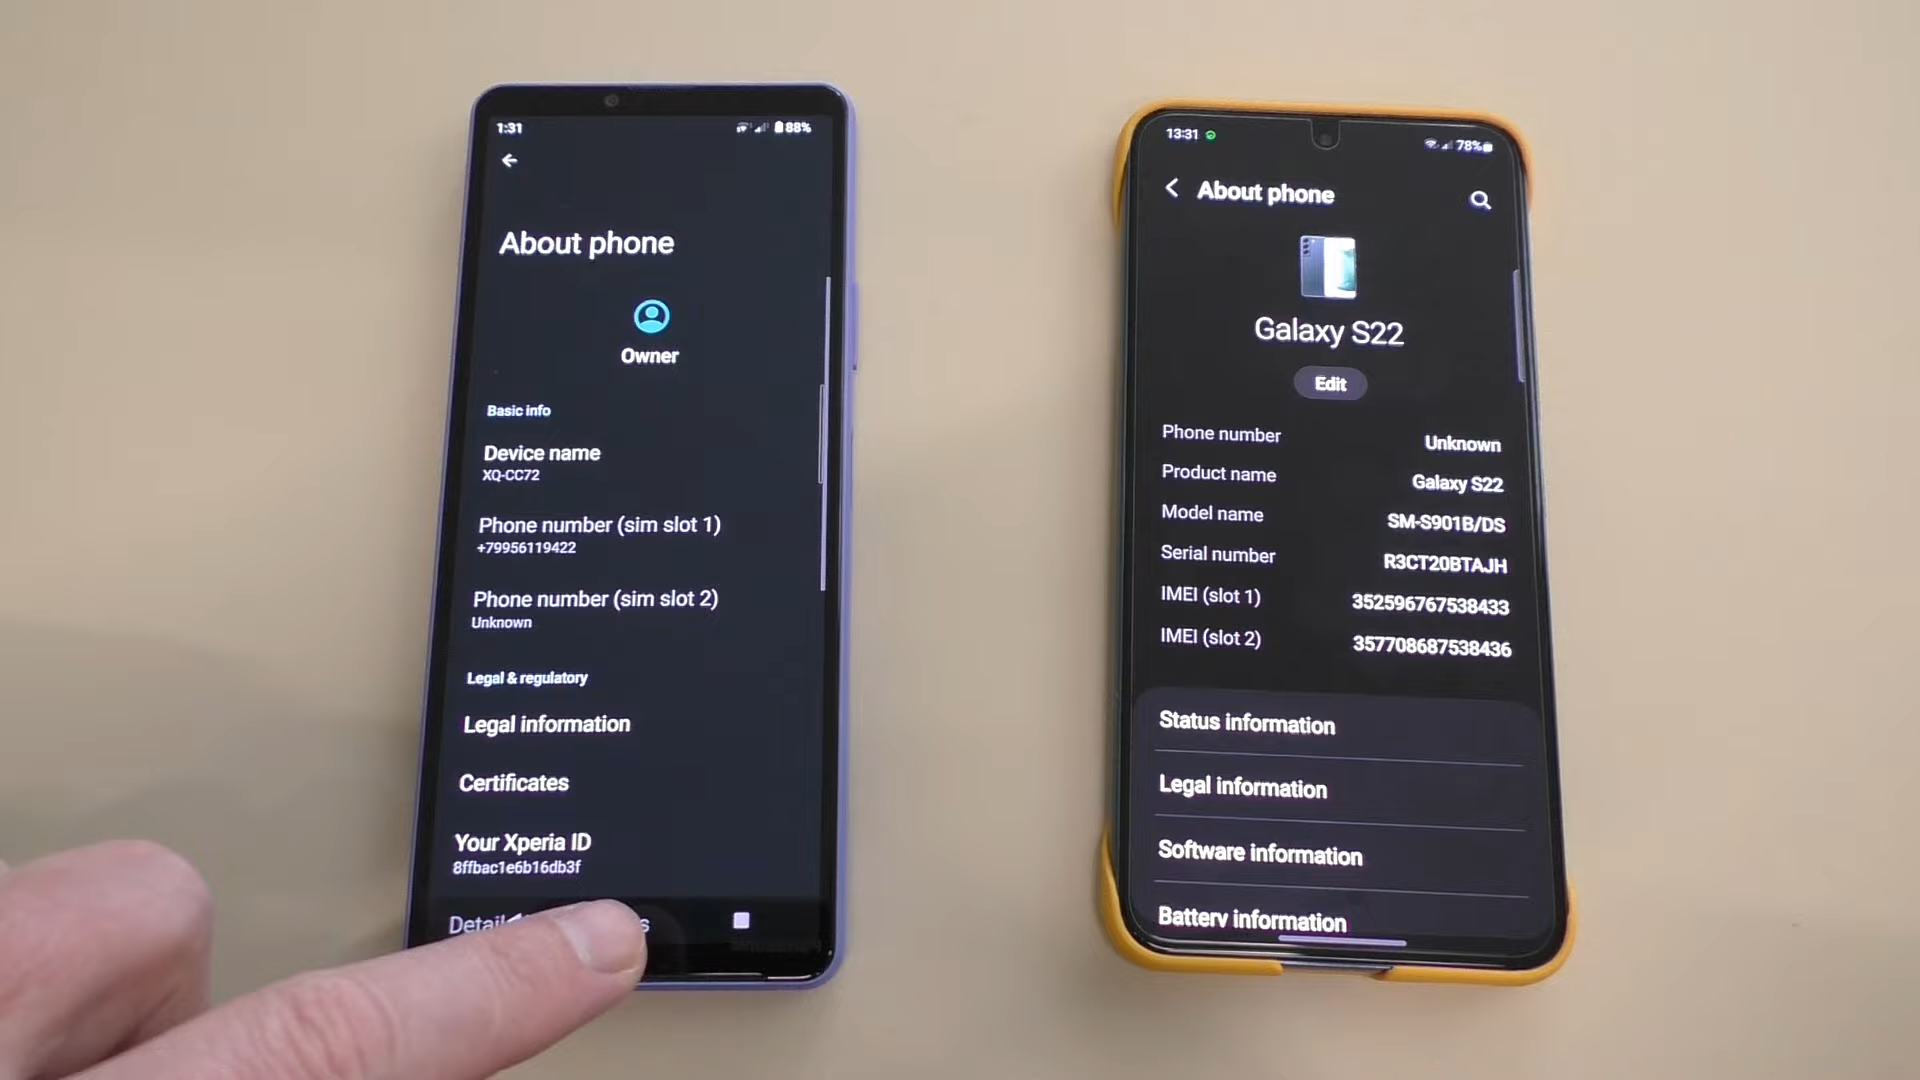 1:31
88%
About phone
Owner
Basic info
Device name
XQ-CC72
Phone number (sim slot 1)
+79956119422
Phone number (sim slot 2)
Unknown
Legal & regulatory
Legal information
Certificates
Your Xperia ID
8ffbac1e6b16db3f
13:31
78%
About phone
Galaxy S22
Edit
Phone number Unknown
Product name Galaxy S22
Model name SM-S901B/DS
Serial number R3CT20BTAJH
IMEI (slot 1) 352596767538433
IMEI (slot 2) 357708687538436
Status information
Legal information
Software information
Battery information